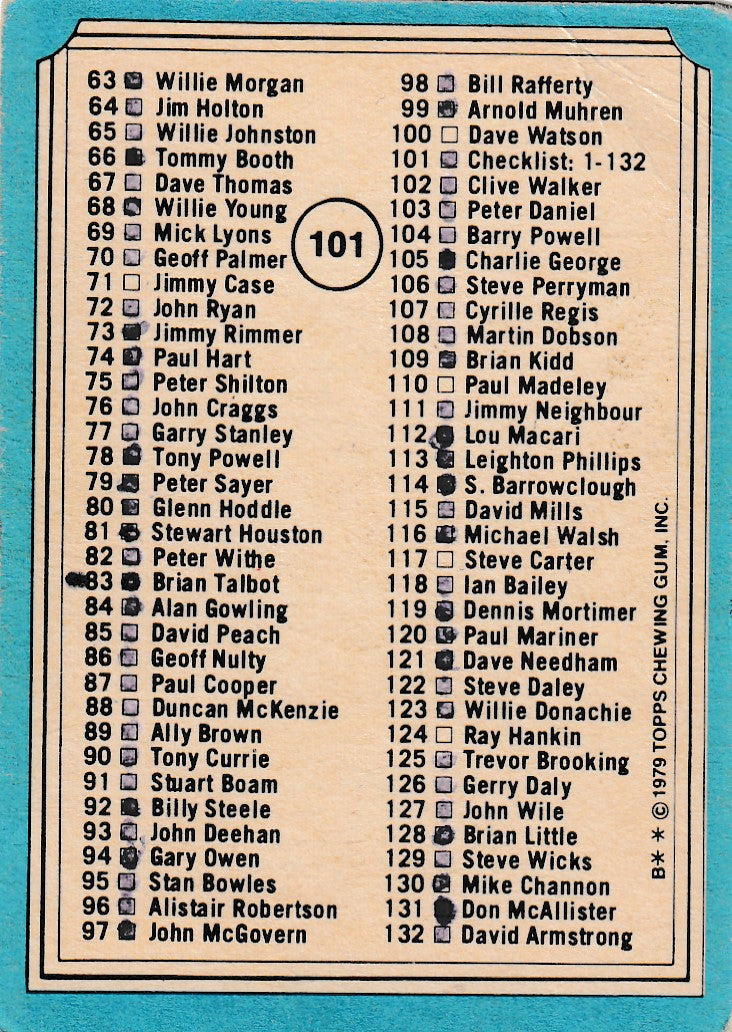 63 Willie Morgan
64 Jim Holton
65 Willie Johnston
66 Tommy Booth
67 Dave Thomas
68 Willie Young
69 Mick Lyons
70 Geoff Palmer
71 Jimmy Case
72 John Ryan
73 Jimmy Rimmer
74 Paul Hart
75 Peter Shilton
76 John Craggs
77 Garry Stanley
78 Tony Powell
79 Peter Sayer
80 Glenn Hoddle
81 Stewart Houston
82 Peter Withe
83 Brian Talbot
84 Alan Gowling
85 David Peach
86 Geoff Nulty
87 Paul Cooper
88 Duncan McKenzie
89 Ally Brown
90 Tony Currie
91 Stuart Boam
92 Billy Steele
93 John Deehan
94 Gary Owen
95 Stan Bowles
96 Alistair Robertson
97 John McGovern
101
98 Bill Rafferty
99 Arnold Muhren
100 Dave Watson
101 Checklist: 1-132
102 Clive Walker
103 Peter Daniel
104 Barry Powell
105 Charlie George
106 Steve Perryman
107 Cyrille Regis
108 Martin Dobson
109 Brian Kidd
110 Paul Madeley
111 Jimmy Neighbour
112 Lou Macari
113 Leighton Phillips
114 S. Barrowclough
115 David Mills
116 Michael Walsh
117 Steve Carter
118 Ian Bailey
119 Dennis Mortimer
120 Paul Mariner
121 Dave Needham
122 Steve Daley
123 Willie Donachie
124 Ray Hankin
125 Trevor Brooking
126 Gerry Daly
127 John Wile
128 Brian Little
129 Steve Wicks
130 Mike Channon
131 Don McAllister
132 David Armstrong
B* * © 1979 TOPPS CHEWING GUM, INC.